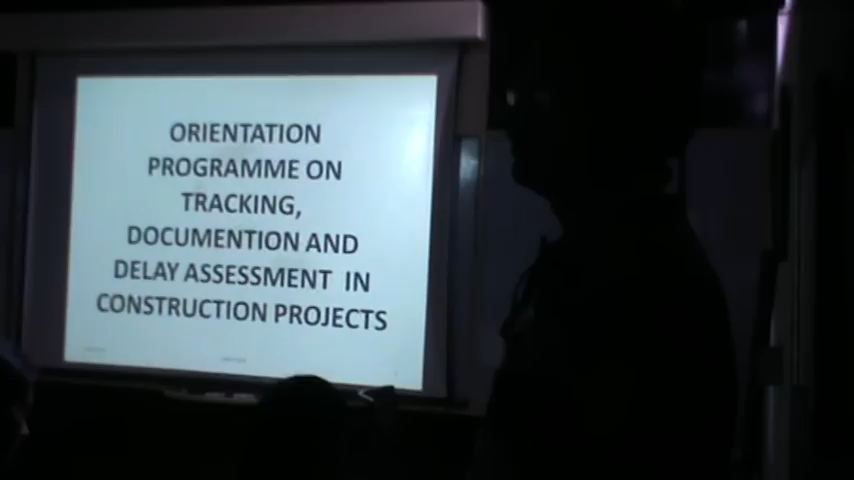 ORIENTATION
PROGRAMME ON
TRACKING,
DOCUMENTION AND
DELAY ASSESSMENT IN
CONSTRUCTION PROJECTS